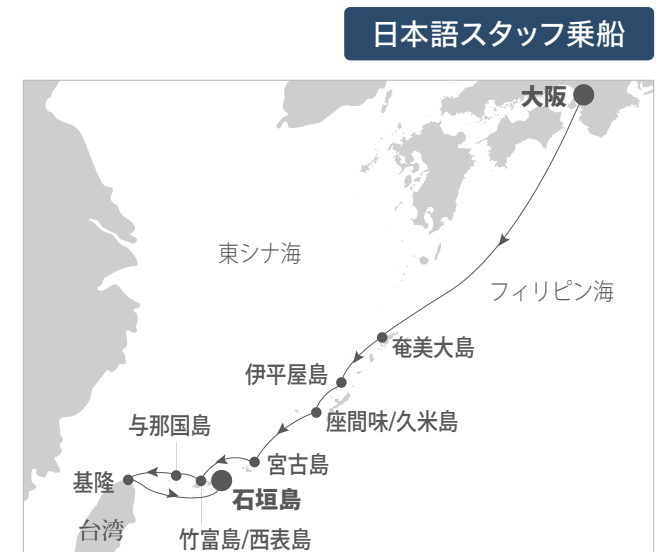 日本語スタッフ乗船
大阪
東シナ海
フィリピン海
奄美大島
伊平屋島
座間味/久米島
与那国島
宮古島
基隆
石垣島
台湾
竹富島/西表島